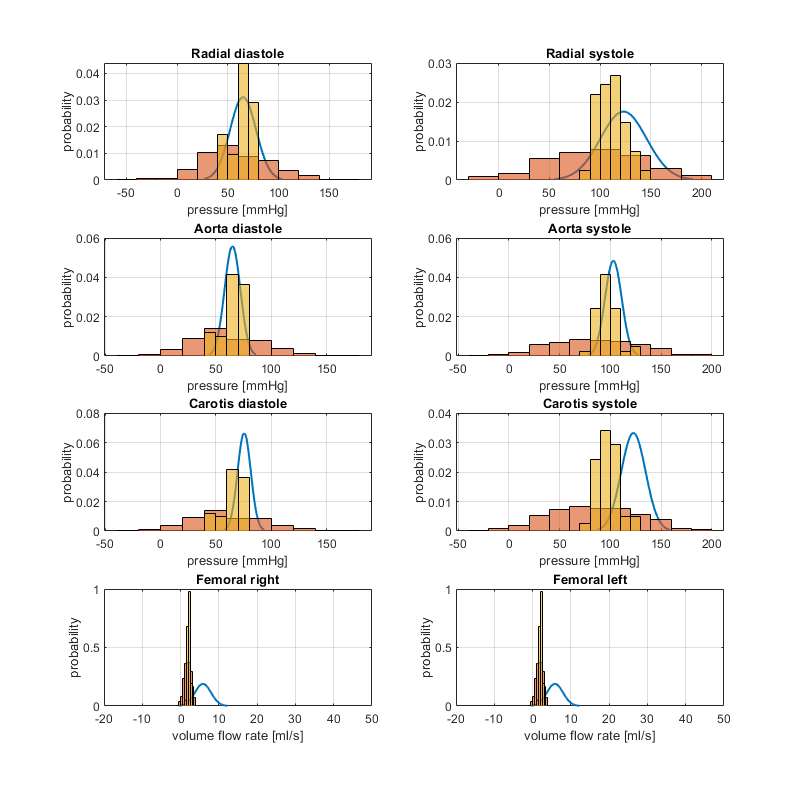 Radial diastole
0.04
0.03
0.02
0.01
0
probability
-50 0 50 100 150
pressure [mmHg]
Radial systole
0.03
0.02
0.01
0
probability
0 50 100 150 200
pressure [mmHg]
Aorta diastole
0.06
0.04
0.02
0
probability
-50 0 50 100 150
pressure [mmHg]
Aorta systole
0.06
0.04
0.02
0
probability
-50 0 50 100 150 200
pressure [mmHg]
Carotis diastole
0.08
0.06
0.04
0.02
0
probability
-50 0 50 100 150
pressure [mmHg]
Carotis systole
0.04
0.03
0.02
0.01
0
probability
-50 0 50 100 150 200
pressure [mmHg]
Femoral right
1
0.5
0
probability
-20 -10 0 10 20 30 40 50
volume flow rate [ml/s]
Femoral left
1
0.5
0
probability
-20 -10 0 10 20 30 40 50
volume flow rate [ml/s]